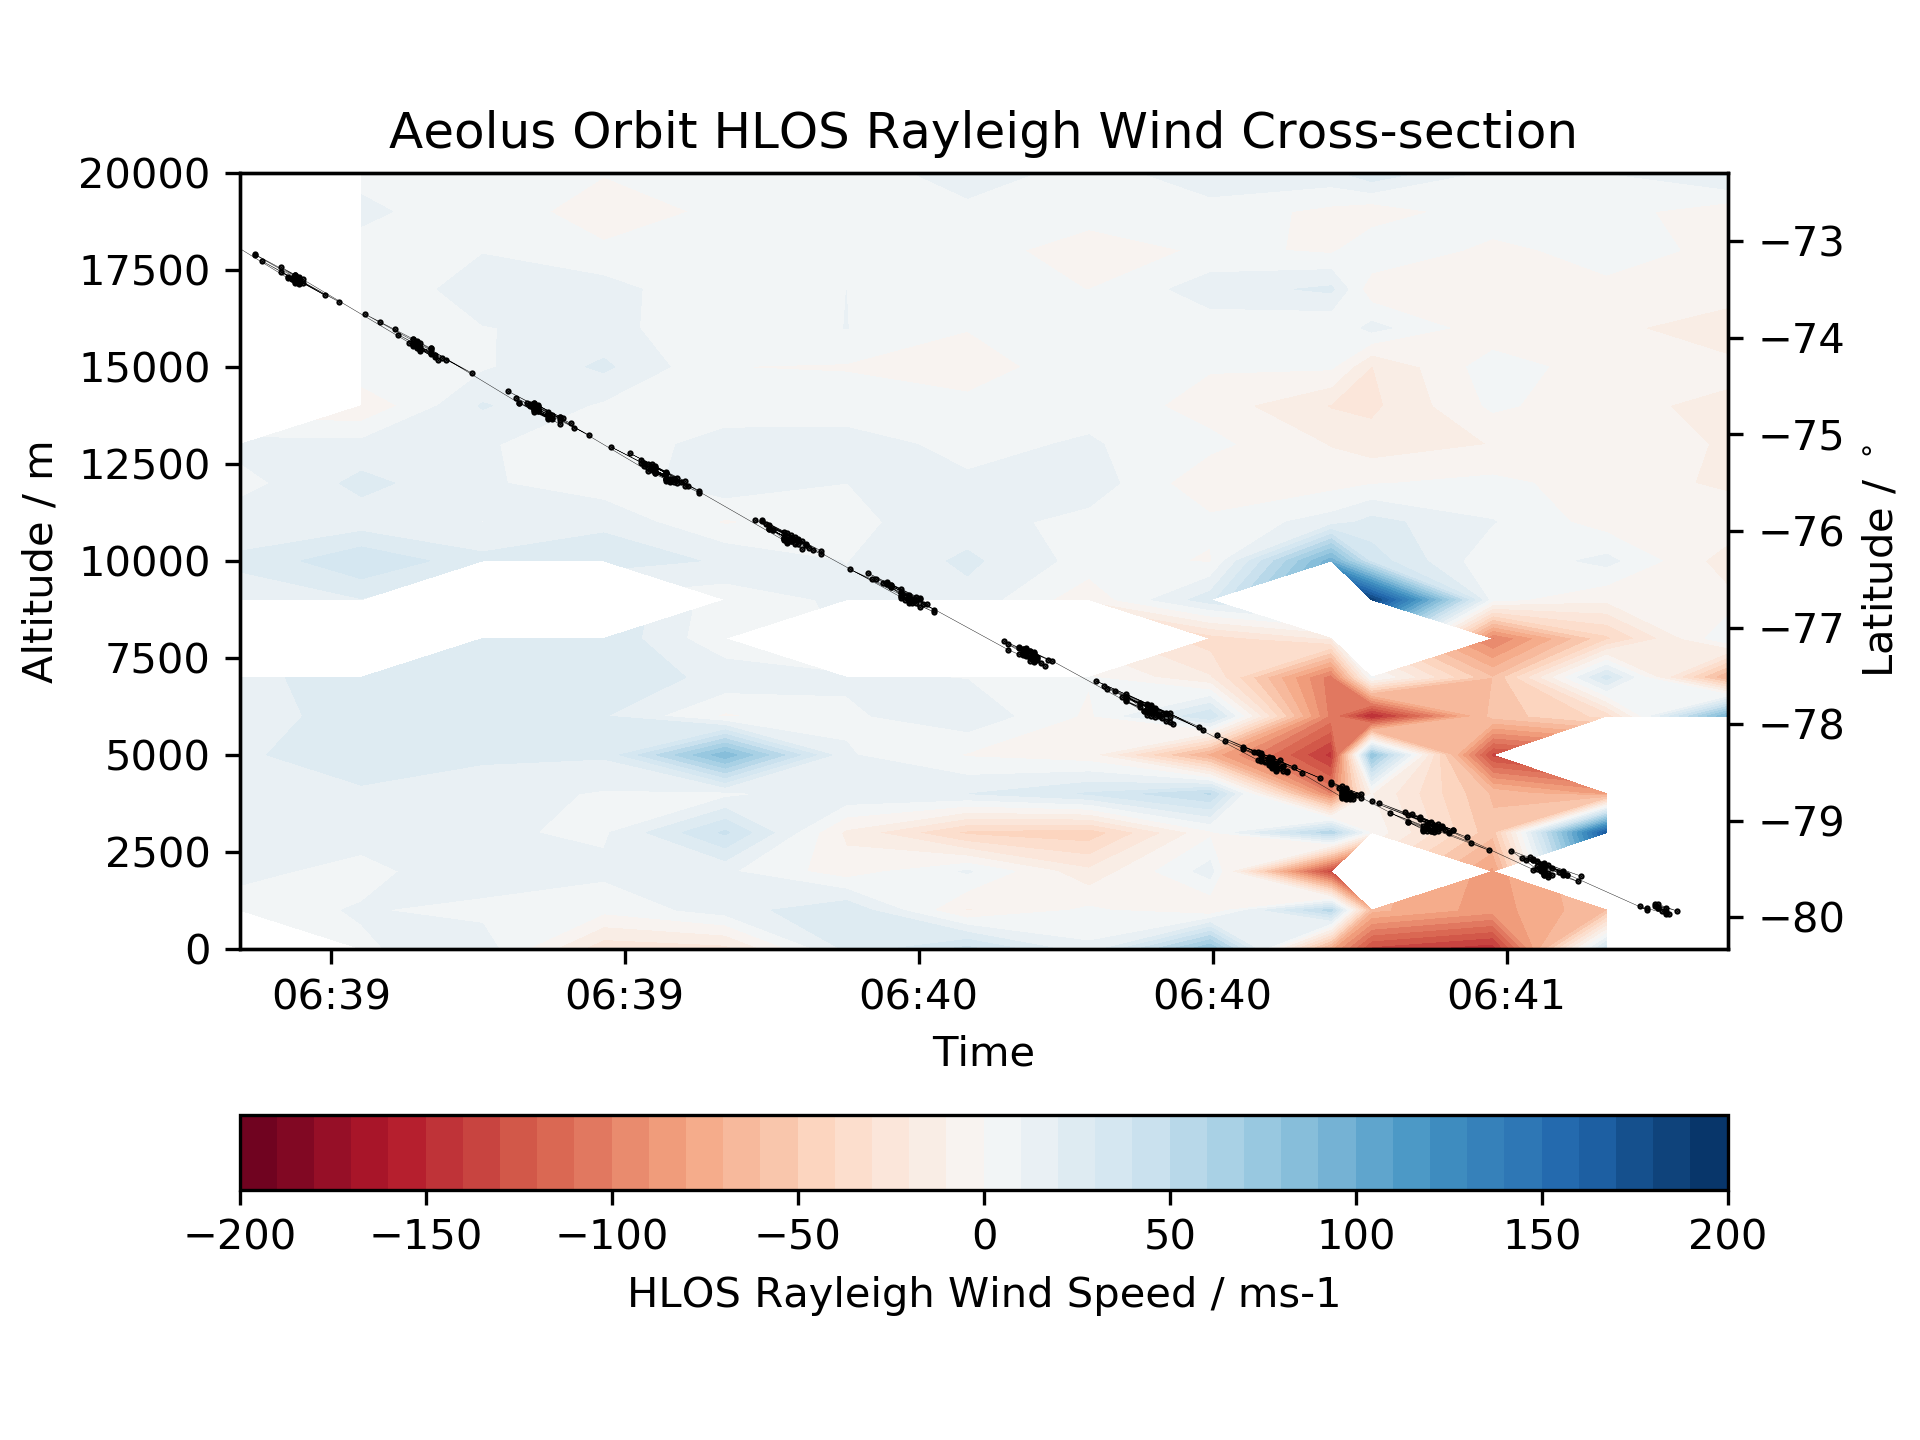 Aeolus Orbit HLOS Rayleigh Wind Cross-section
20000
17500
15000
12500
10000
7500
5000
2500
0
Altitude / m
−73
−74
−75
−76
−77
−78
−79
−80
Latitude / °
06:39 06:39 06:40 06:40 06:41
Time
−200 −150 −100 −50 0 50 100 150 200
HLOS Rayleigh Wind Speed / ms-1